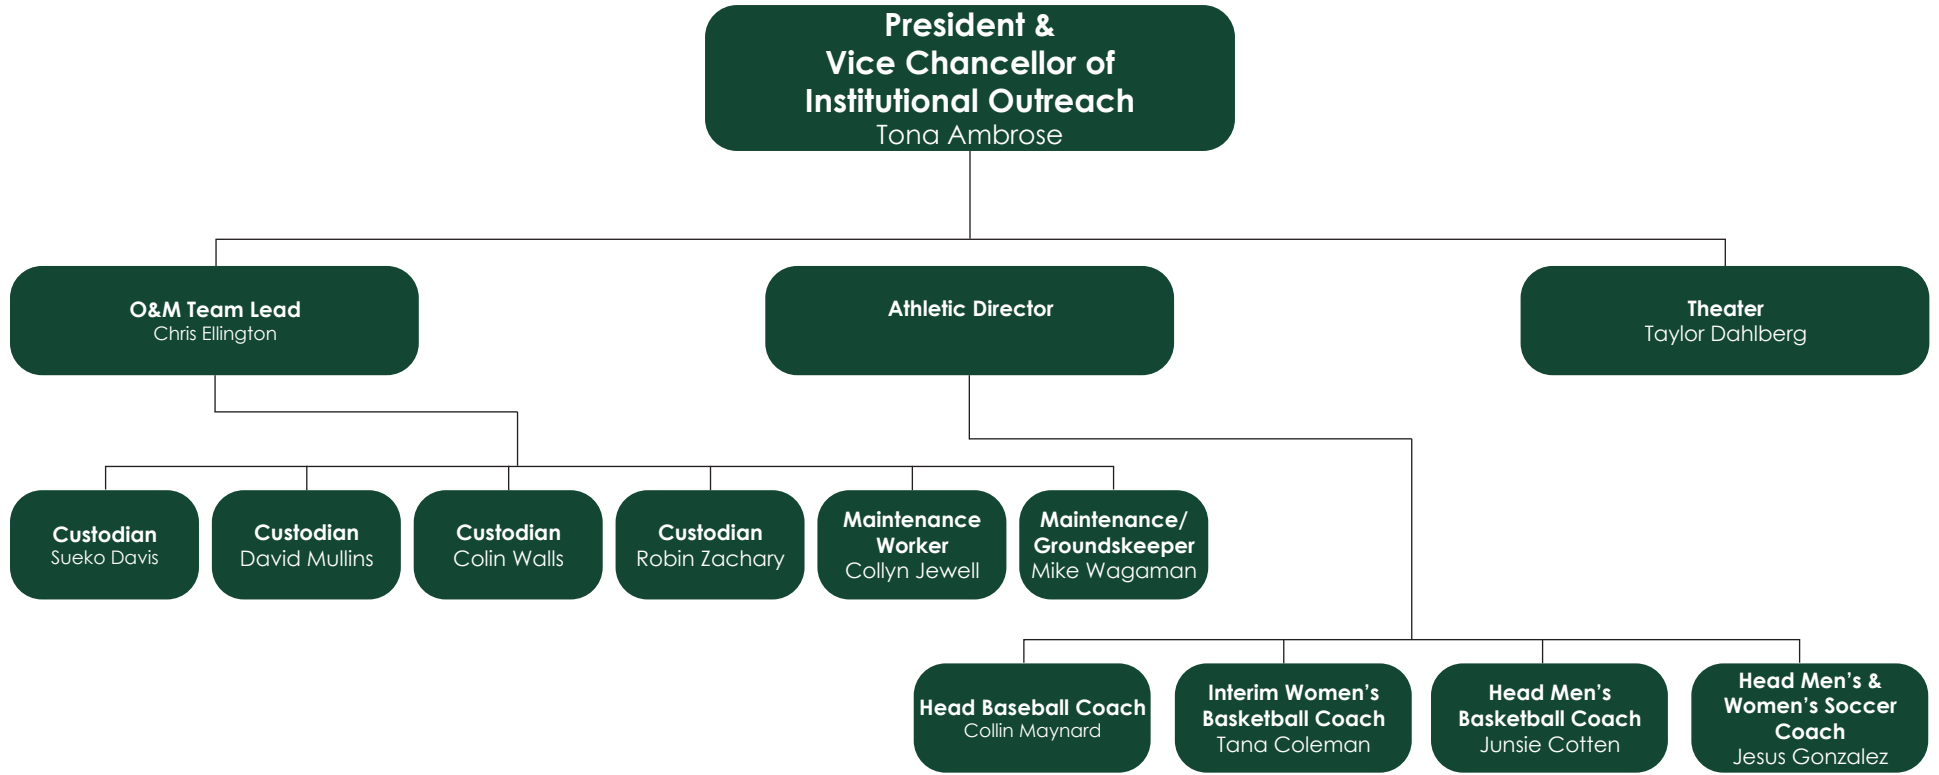 President &
Vice Chancellor of
Institutional Outreach
Tona Ambrose
O&M Team Lead
Chris Ellington
Athletic Director
Theater
Taylor Dahlberg
Custodian
Sueko Davis
Custodian
David Mullins
Custodian
Colin Walls
Custodian
Robin Zachary
Maintenance
Worker
Collyn Jewell
Maintenance/
Groundskeeper
Mike Wagaman
Head Baseball Coach
Collin Maynard
Interim Women’s
Basketball Coach
Tana Coleman
Head Men’s
Basketball Coach
Junsie Cotten
Head Men’s &
Women’s Soccer
Coach
Jesus Gonzalez